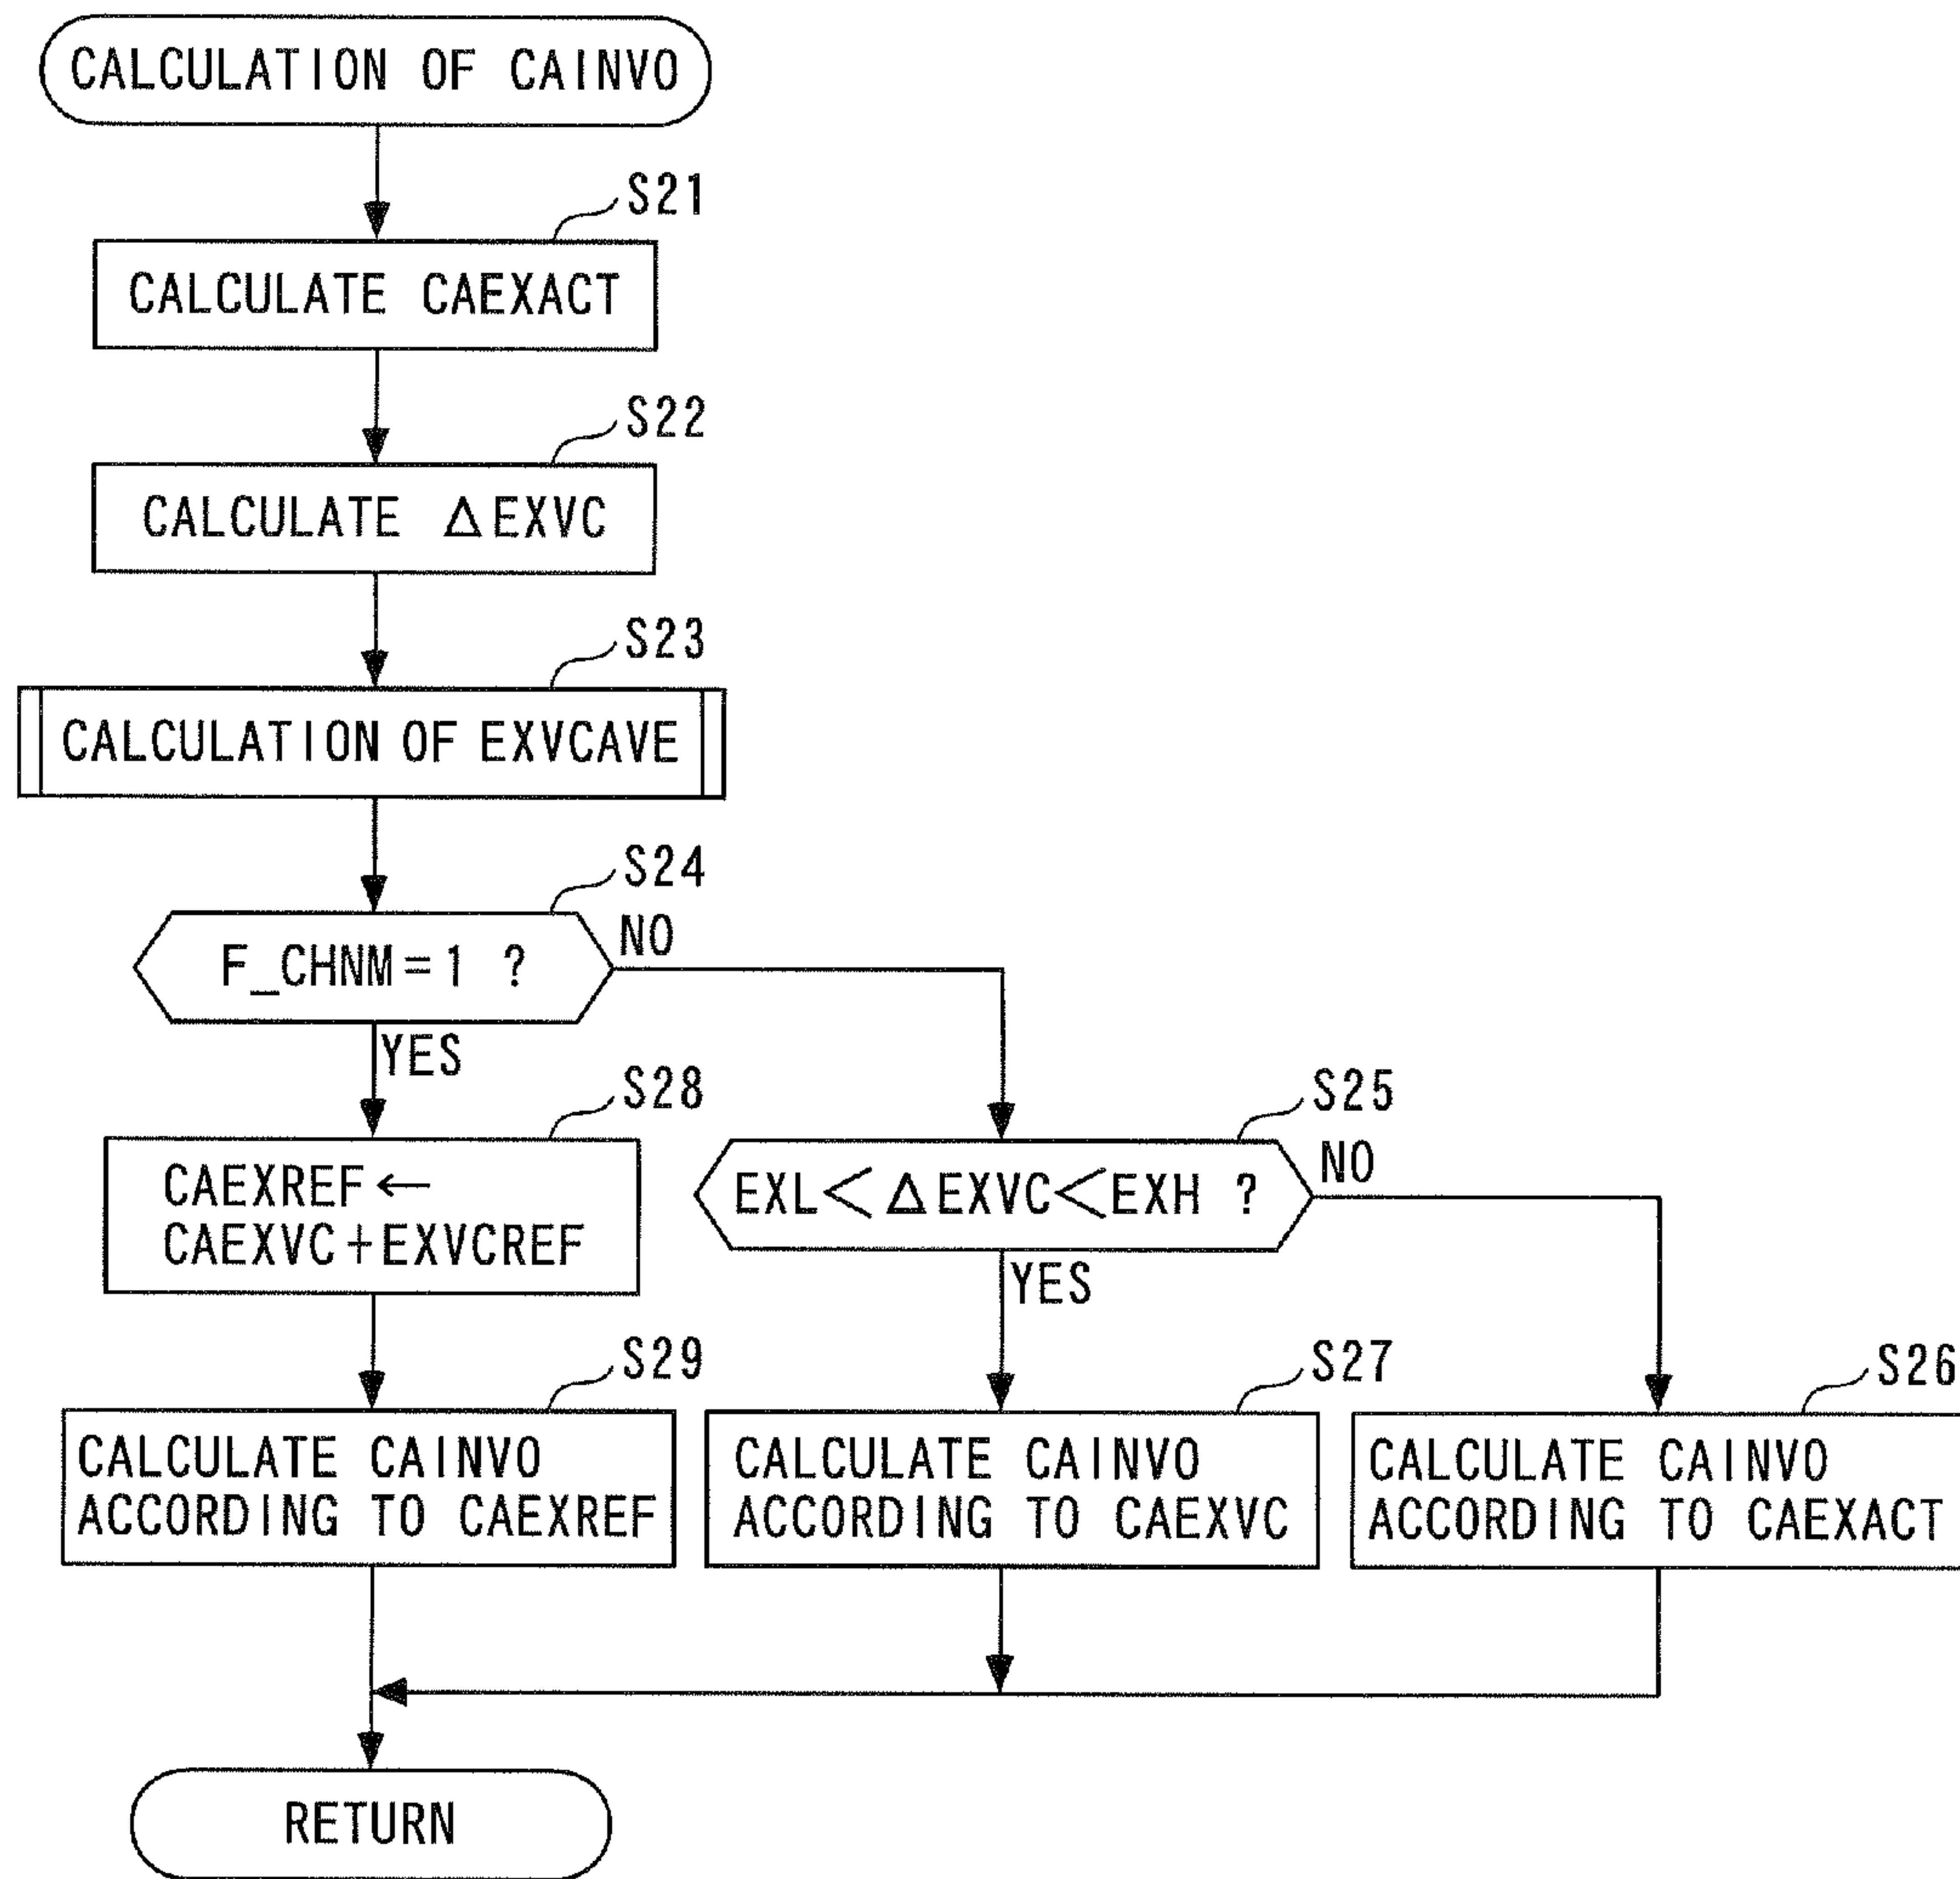 CALCULATION OF CAINVO
S21
CALCULATE CAEXACT
S22
CALCULATE ΔEXVC
S23
CALCULATION OF EXVCAVE
S24
F_CHNM=1 ?
NO
YES
S28
CAEXREF←
CAEXVC+EXVCREF
S25
EXL<ΔEXVC<EXH ?
NO
YES
S29
CALCULATE CAINVO
ACCORDING TO CAEXREF
S27
CALCULATE CAINVO
ACCORDING TO CAEXVC
S26
CALCULATE CAINVO
ACCORDING TO CAEXACT
RETURN